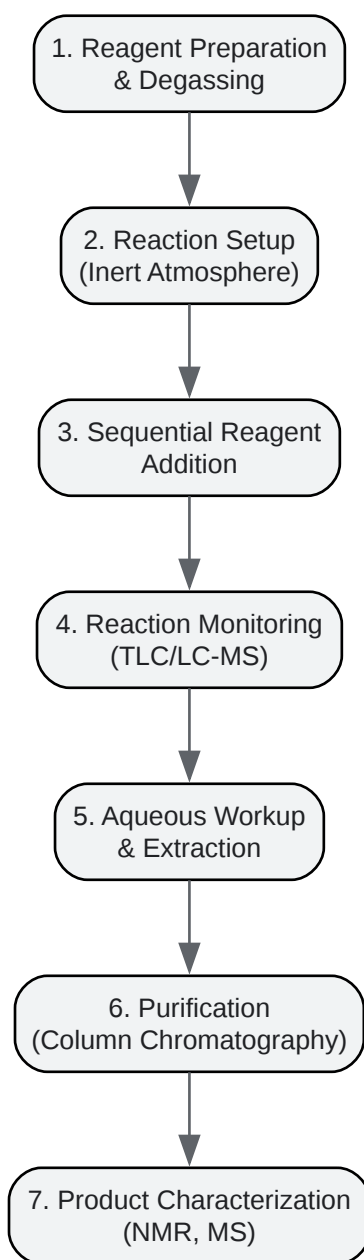 1. Reagent Preparation
& Degassing
2. Reaction Setup
(Inert Atmosphere)
3. Sequential Reagent
Addition
4. Reaction Monitoring
(TLC/LC-MS)
5. Aqueous Workup
& Extraction
6. Purification
(Column Chromatography)
7. Product Characterization
(NMR, MS)